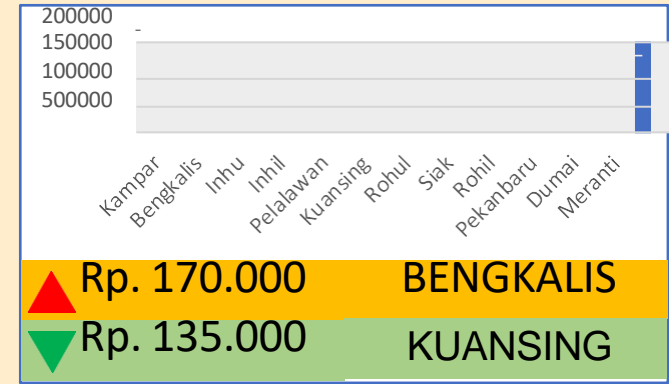 200000
150000
100000
500000
Kampar
Bengkalis
Inhu
Inhil
Pelalawan
Kuansing
Rohul
Siak
Rohil
Pekanbaru
Dumai
Meranti
Rp. 170.000 BENGKALIS
Rp. 135.000 KUANSING